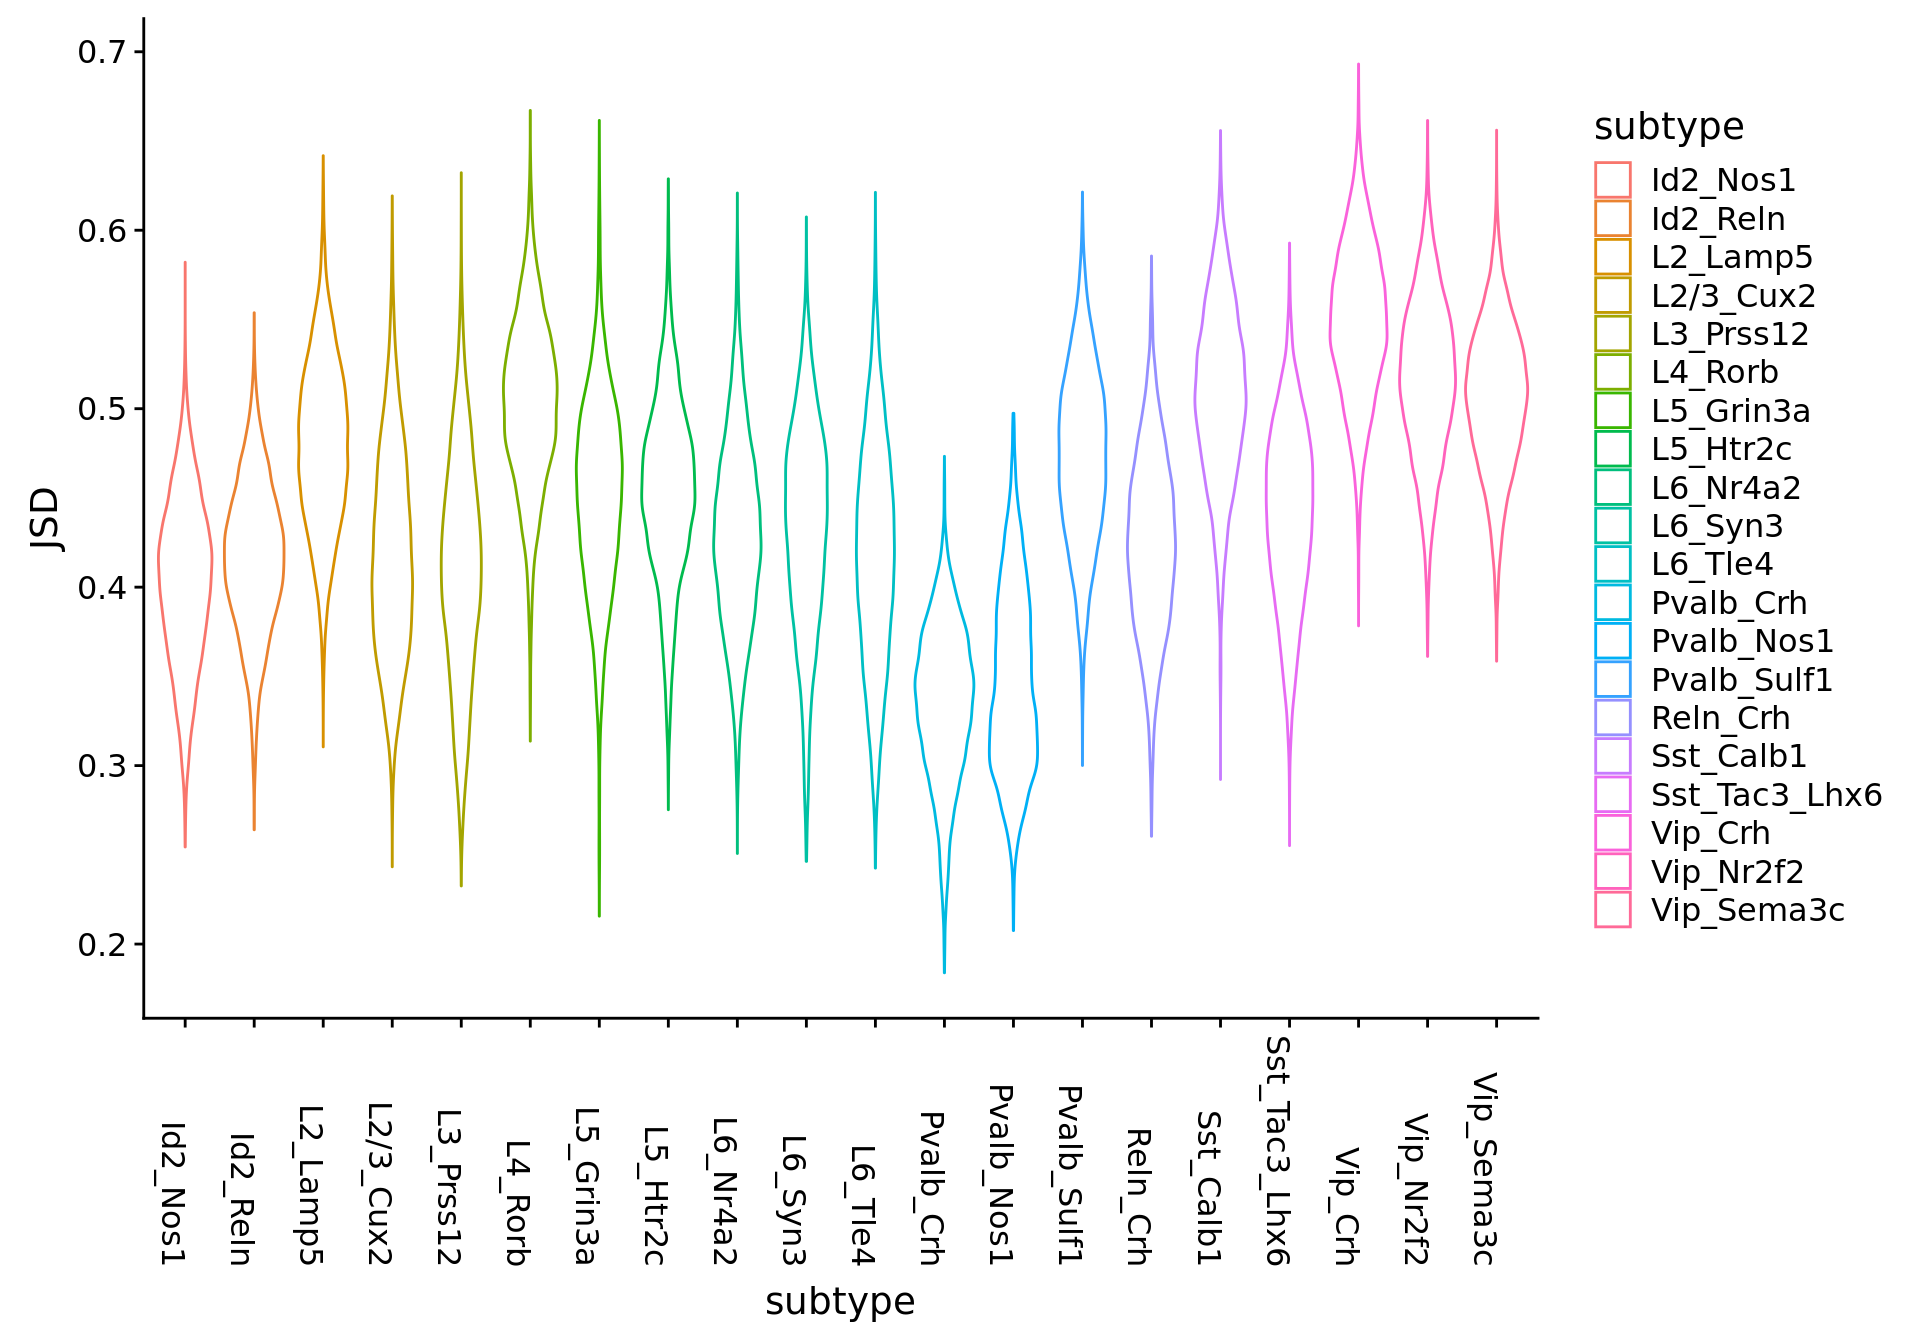 JSD
0.7
0.6
0.5
0.4
0.3
0.2
Id2_Nos1
Id2_Reln
L2_Lamp5
L2/3_Cux2
L3_Prss12
L4_Rorb
L5_Grin3a
L5_Htr2c
L6_Nr4a2
L6_Syn3
L6_Tle4
Pvalb_Crh
Pvalb_Nos1
Pvalb_Sulf1
Reln_Crh
Sst_Calb1
Sst_Tac3_Lhx6
Vip_Crh
Vip_Nr2f2
Vip_Sema3c
subtype
subtype
Id2_Nos1
Id2_Reln
L2_Lamp5
L2/3_Cux2
L3_Prss12
L4_Rorb
L5_Grin3a
L5_Htr2c
L6_Nr4a2
L6_Syn3
L6_Tle4
Pvalb_Crh
Pvalb_Nos1
Pvalb_Sulf1
Reln_Crh
Sst_Calb1
Sst_Tac3_Lhx6
Vip_Crh
Vip_Nr2f2
Vip_Sema3c